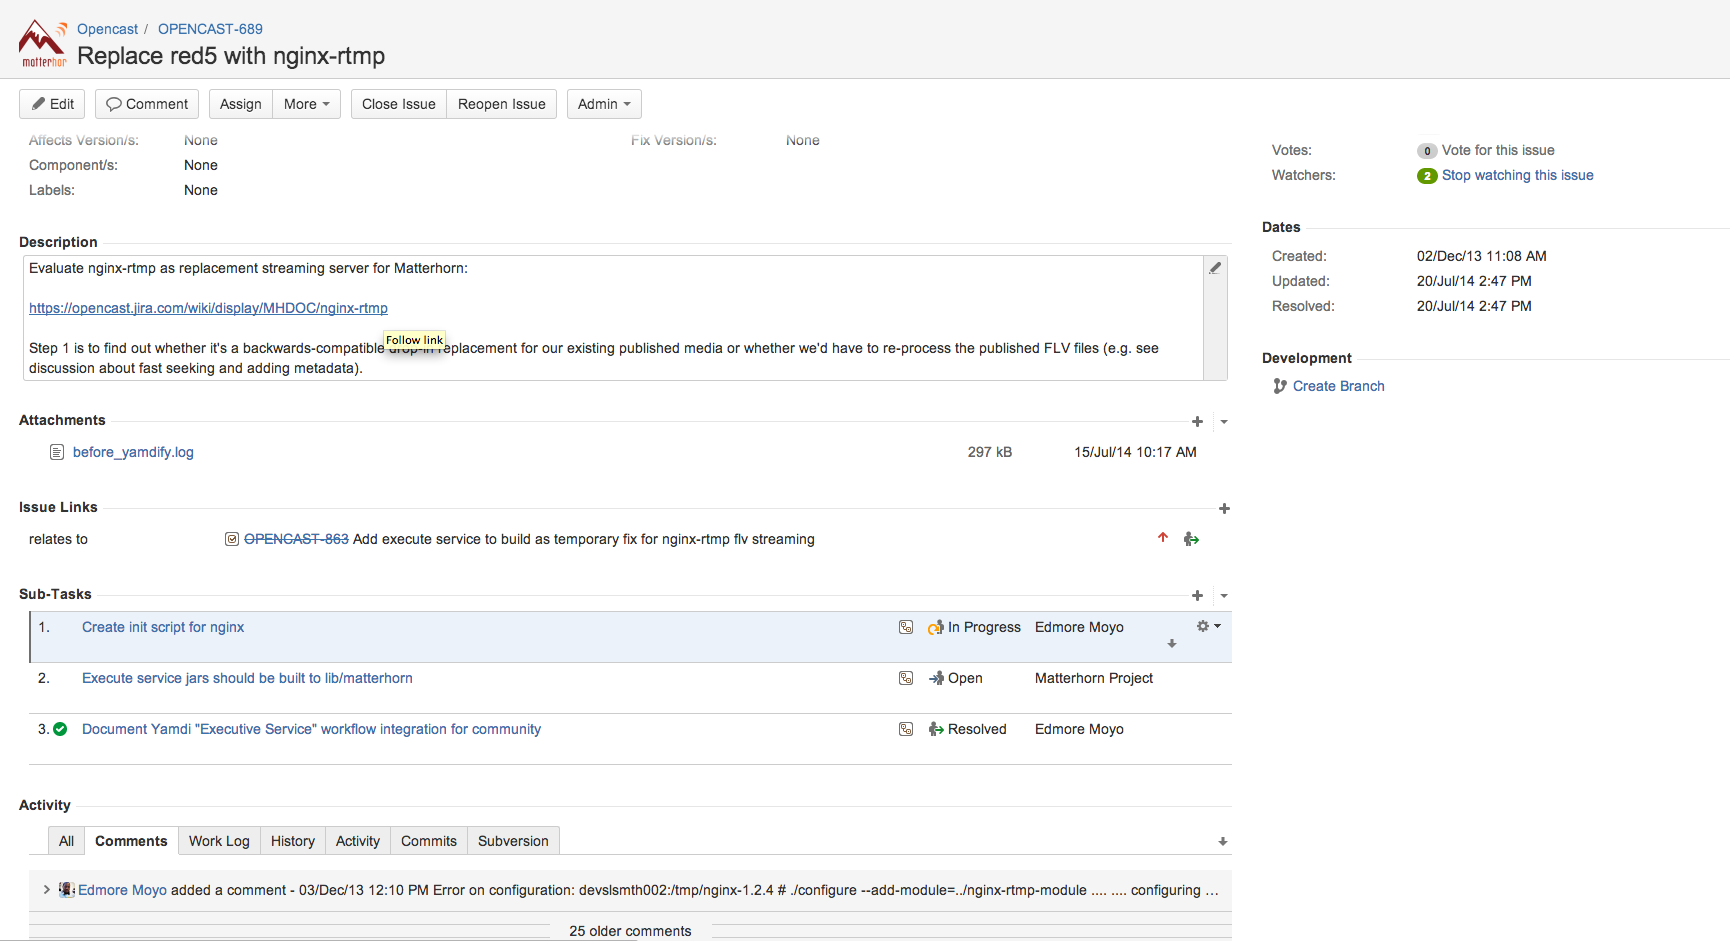 matterhor
Opencast / OPENCAST-689
Replace red5 with nginx-rtmp
Edit Comment Assign More Close Issue Reopen Issue Admin
Affects Version/s: None Fix Version/s: None
Component/s: None
Labels: None
Votes: 0 Vote for this issue
Watchers: 2 Stop watching this issue
Dates
Created: 02/Dec/13 11:08 AM
Updated: 20/Jul/14 2:47 PM
Resolved: 20/Jul/14 2:47 PM
Development
Create Branch
Description
Evaluate nginx-rtmp as replacement streaming server for Matterhorn:
https://opencast.jira.com/wiki/display/MHDOC/nginx-rtmp
Follow link
Step 1 is to find out whether it's a backwards-compatible drop-in replacement for our existing published media or whether we'd have to re-process the published FLV files (e.g. see
discussion about fast seeking and adding metadata).
Attachments
before_yamdify.log 297 kB 15/Jul/14 10:17 AM
Issue Links
relates to OPENCAST-863 Add execute service to build as temporary fix for nginx-rtmp flv streaming
Sub-Tasks
1. Create init script for nginx In Progress Edmore Moyo
2. Execute service jars should be built to lib/matterhorn Open Matterhorn Project
3. Document Yamdi "Executive Service" workflow integration for community Resolved Edmore Moyo
Activity
All Comments Work Log History Activity Commits Subversion
Edmore Moyo added a comment - 03/Dec/13 12:10 PM Error on configuration: devslsmth002:/tmp/nginx-1.2.4 # ./configure --add-module=../nginx-rtmp-module .... .... configuring …
25 older comments